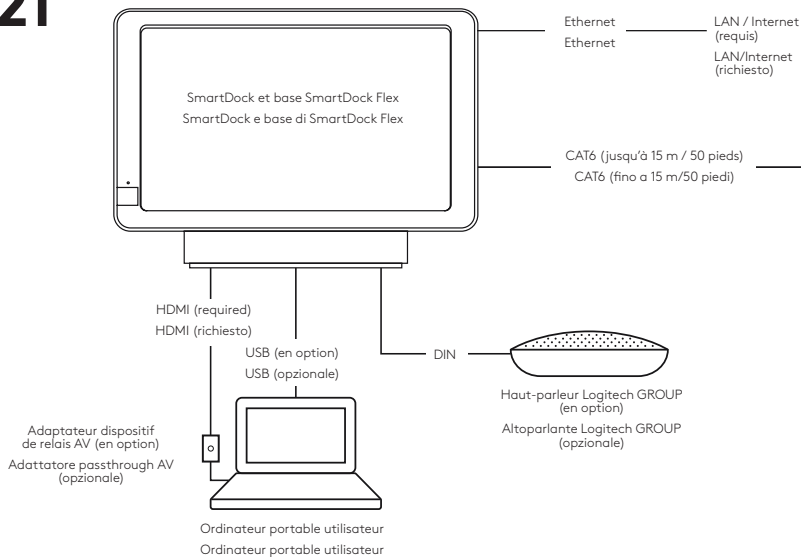 21
Ethernet
Ethernet
LAN / Internet
(requis)
LAN/Internet
(richiesto)
SmartDock et base SmartDock Flex
SmartDock e base di SmartDock Flex
CAT6 (jusqu'à 15 m / 50 pieds)
CAT6 (fino a 15 m/50 piedi)
HDMI (required)
HDMI (richiesto)
USB (en option)
USB (opzionale)
DIN
Haut-parleur Logitech GROUP
(en option)
Altoparlante Logitech GROUP
(opzionale)
Adaptateur dispositif
de relais AV (en option)
Adattatore passthrough AV
(opzionale)
Ordinateur portable utilisateur
Ordinateur portable utilisateur